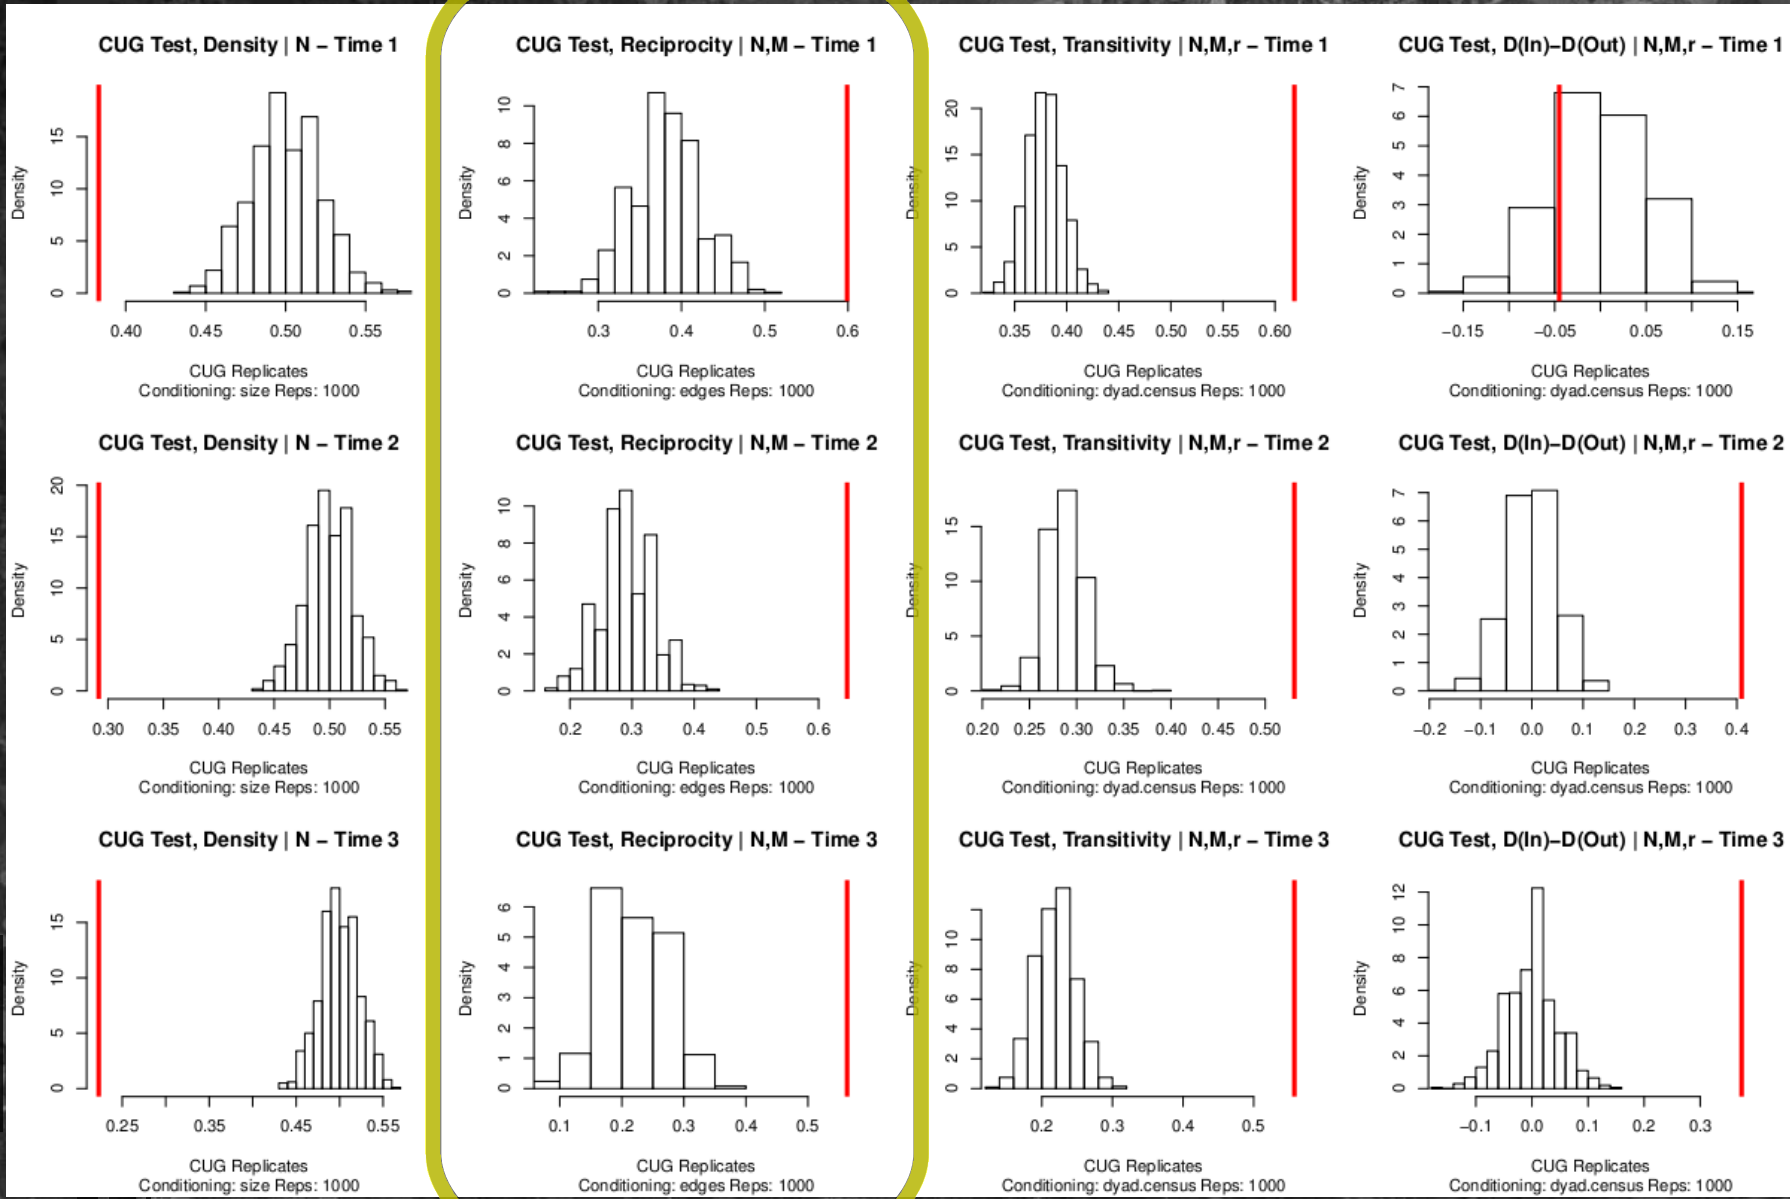 CUG Test, Density | N – Time 1
Density
0
5
10
15
0.40
0.45
0.50
0.55
CUG Replicates
Conditioning: size Reps: 1000
CUG Test, Reciprocity | N,M – Time 1
Density
0
2
4
6
8
10
0.3
0.4
0.5
0.6
CUG Replicates
Conditioning: edges Reps: 1000
CUG Test, Transitivity | N,M,r – Time 1
Density
0
5
10
15
20
0.35
0.40
0.45
0.50
0.55
0.60
CUG Replicates
Conditioning: dyad.census Reps: 1000
CUG Test, D(In)–D(Out) | N,M,r – Time 1
Density
0
1
2
3
4
5
6
7
−0.15
−0.05
0.05
0.15
CUG Replicates
Conditioning: dyad.census Reps: 1000
CUG Test, Density | N – Time 2
Density
0
5
10
15
20
0.30
0.35
0.40
0.45
0.50
0.55
CUG Replicates
Conditioning: size Reps: 1000
CUG Test, Reciprocity | N,M – Time 2
Density
0
2
4
6
8
10
0.2
0.3
0.4
0.5
0.6
CUG Replicates
Conditioning: edges Reps: 1000
CUG Test, Transitivity | N,M,r – Time 2
Density
0
5
10
15
0.20
0.25
0.30
0.35
0.40
0.45
0.50
CUG Replicates
Conditioning: dyad.census Reps: 1000
CUG Test, D(In)–D(Out) | N,M,r – Time 2
Density
0
1
2
3
4
5
6
7
−0.2
−0.1
0.0
0.1
0.2
0.3
0.4
CUG Replicates
Conditioning: dyad.census Reps: 1000
CUG Test, Density | N – Time 3
Density
0
5
10
15
0.25
0.35
0.45
0.55
CUG Replicates
Conditioning: size Reps: 1000
CUG Test, Reciprocity | N,M – Time 3
Density
0
1
2
3
4
5
6
0.1
0.2
0.3
0.4
0.5
CUG Replicates
Conditioning: edges Reps: 1000
CUG Test, Transitivity | N,M,r – Time 3
Density
0
2
4
6
8
10
0.2
0.3
0.4
0.5
CUG Replicates
Conditioning: dyad.census Reps: 1000
CUG Test, D(In)–D(Out) | N,M,r – Time 3
Density
0
2
4
6
8
10
12
−0.1
0.0
0.1
0.2
0.3
CUG Replicates
Conditioning: dyad.census Reps: 1000